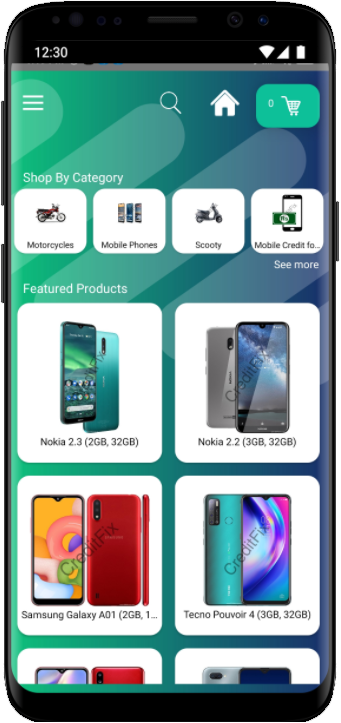 12:30
0
Shop By Category
Motorcycles
Mobile Phones
Scooty
Mobile Credit fo...
Rs
See more
Featured Products
CreditFix
Nokia 2.3 (2GB, 32GB)
CreditFix
Nokia 2.2 (3GB, 32GB)
CreditFix
Samsung Galaxy A01 (2GB, 1...
CreditFix
Tecno Pouvoir 4 (3GB, 32GB)